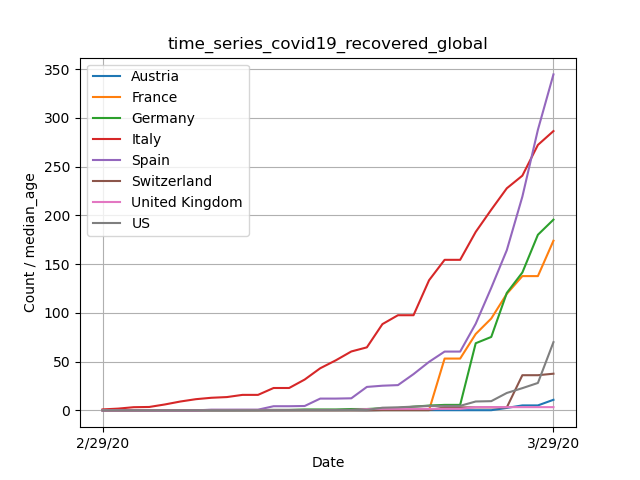 time_series_covid19_recovered_global
350
300
250
200
150
100
50
0
Count / median_age
Austria
France
Germany
Italy
Spain
Switzerland
United Kingdom
US
2/29/20
3/29/20
Date